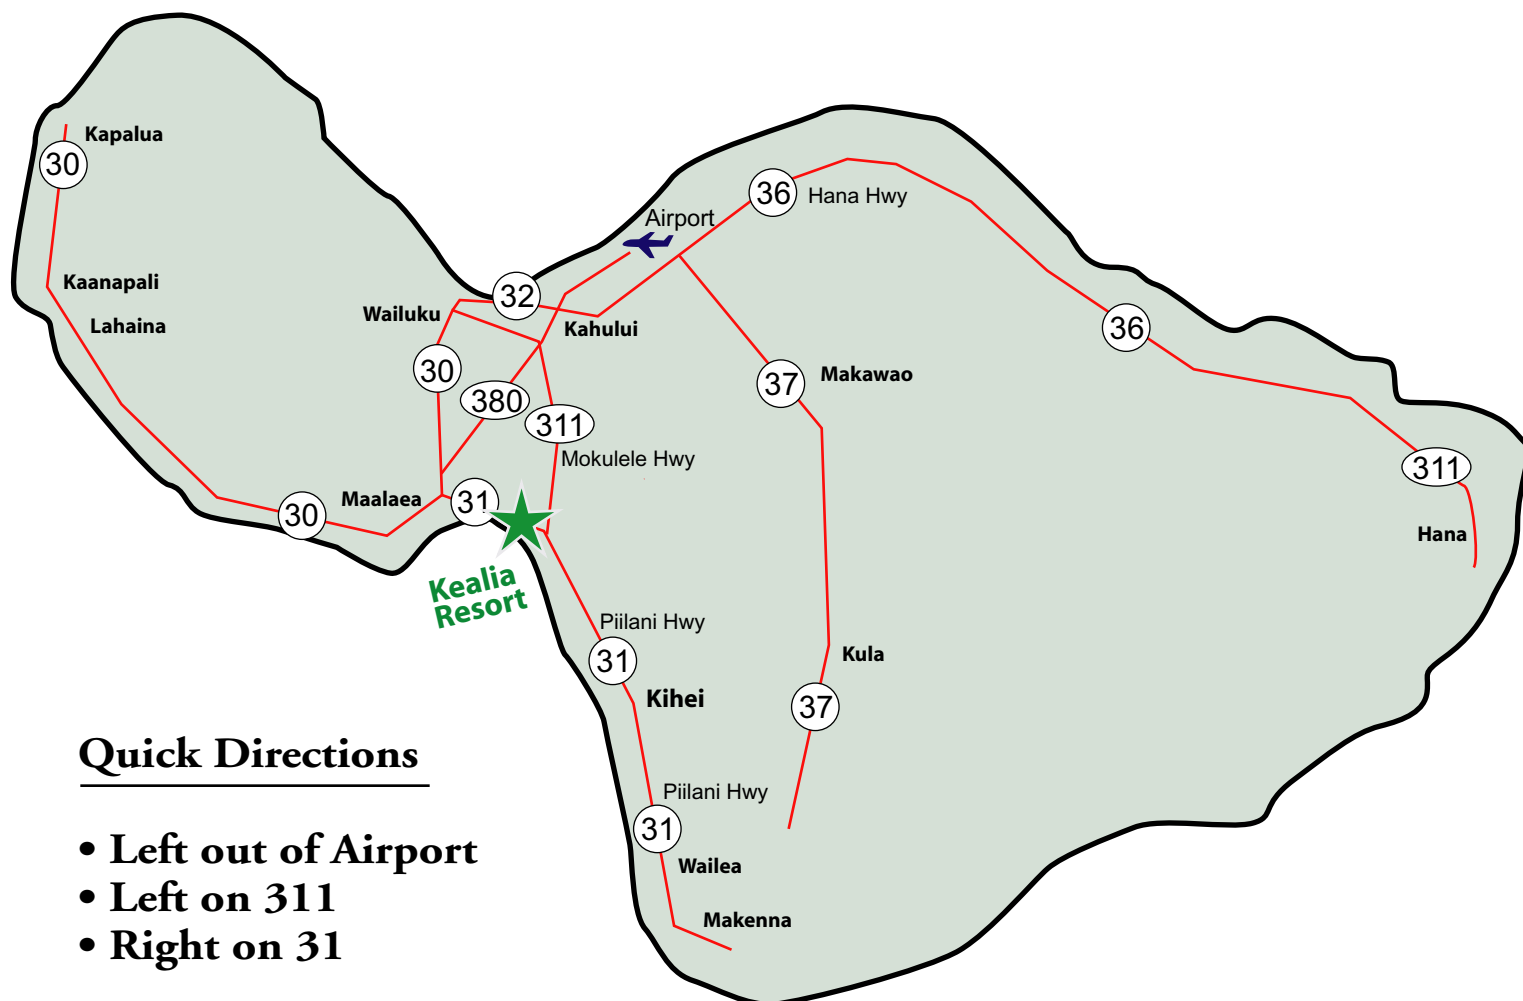 Kapalua
30
Airport
36
Hana Hwy
Kaanapali
32
Wailuku
Lahaina
Kahului
36
30
37
Makawao
380
311
Mokulele Hwy
311
Maalaea
31
30
Hana
Kealia
Resort
Piilani Hwy
31
Kula
Kihei
37
Quick Directions
Piilani Hwy
31
• Left out of Airport
Wailea
• Left on 311
Makenna
• Right on 31